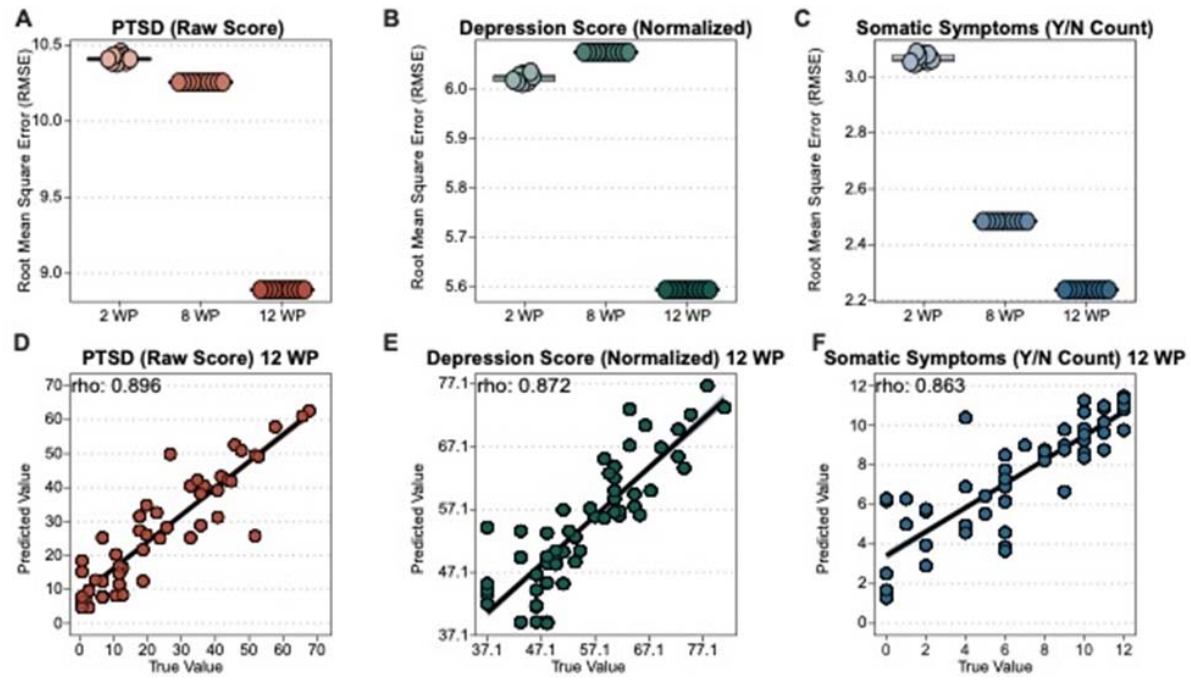 A PTSD (Raw Score)
Root Mean Square Error (RMSE)
10.5
10.0
9.5
9.0
2 WP 8 WP 12 WP
B Depression Score (Normalized)
Root Mean Square Error (RMSE)
6.0
5.9
5.8
5.7
5.6
2 WP 8 WP 12 WP
C Somatic Symptoms (Y/N Count)
Root Mean Square Error (RMSE)
3.0
2.8
2.6
2.4
2.2
2 WP 8 WP 12 WP
D PTSD (Raw Score) 12 WP
rho: 0.896
Predicted Value
70
60
50
40
30
20
10
0
0 10 20 30 40 50 60 70
True Value
E Depression Score (Normalized) 12 WP
rho: 0.872
Predicted Value
77.1
67.1
57.1
47.1
37.1
37.1 47.1 57.1 67.1 77.1
True Value
F Somatic Symptoms (Y/N Count) 12 WP
rho: 0.863
Predicted Value
12
10
8
6
4
2
0
0 2 4 6 8 10 12
True Value